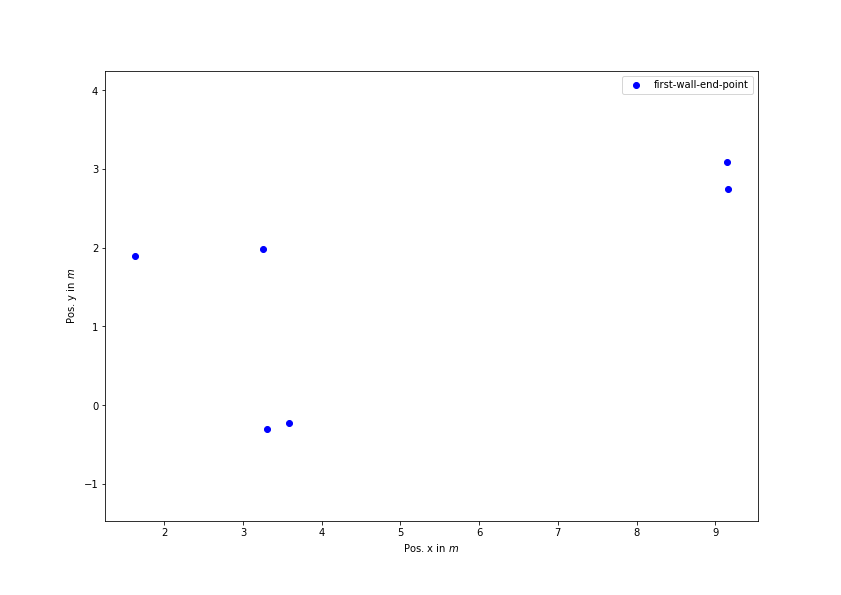 first-wall-end-point
4
3
2
1
0
−1
Pos. y in m
2 3 4 5 6 7 8 9
Pos. x in m